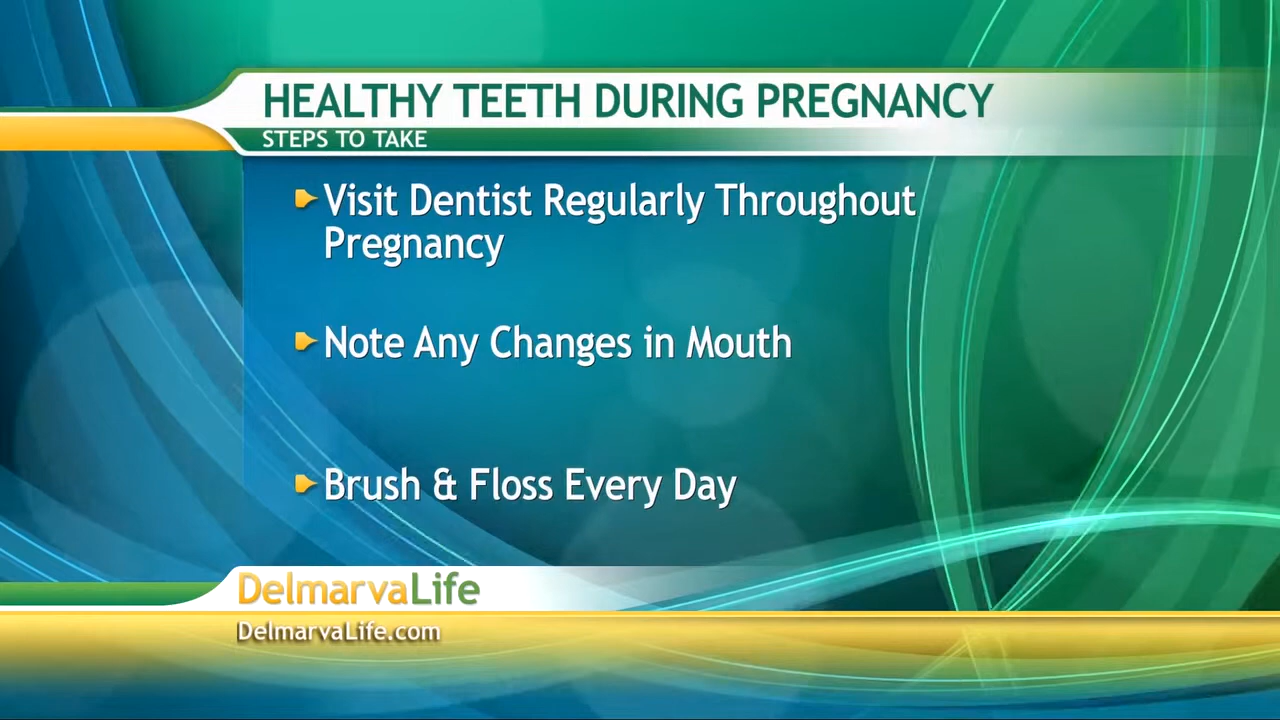 HEALTHY TEETH DURING PREGNANCY
STEPS TO TAKE
Visit Dentist Regularly Throughout
Pregnancy
Note Any Changes in Mouth
Brush & Floss Every Day
DelmarvaLife
DelmarvaLife.com